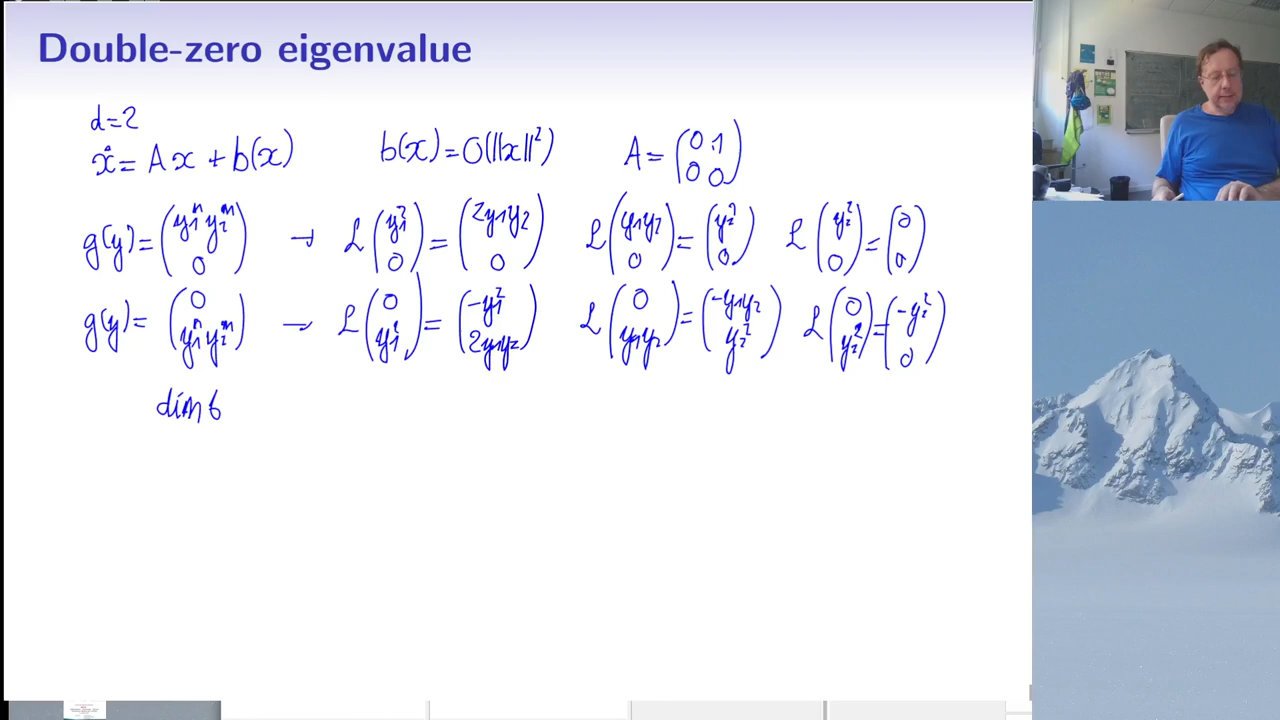 Double-zero eigenvalue
d=2
ẋ = Ax + b(x)    b(x) = O(||x||²)    A = (0 1; 0 0)
g(y) = (y₁ⁿ y₂ᵐ; 0) → L(y₁²; 0) = (2y₁y₂; 0)    L(y₁y₂; 0) = (y₂²; 0)    L(y₂²; 0) = (0; 0)
g(y) = (0; y₁ⁿ y₂ᵐ) → L(0; y₁²) = (-y₁²; 2y₁y₂)    L(0; y₁y₂) = (-y₁y₂; y₂²)    L(0; y₂²) = (-y₂²; 0)
dim 6